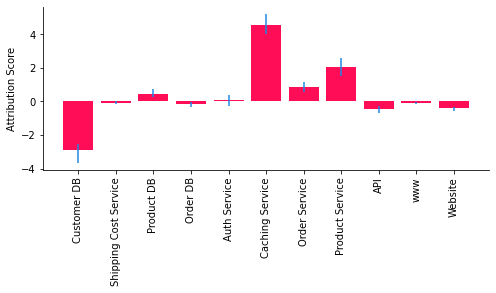 Attribution Score
4
2
0
−2
−4
Customer DB
Shipping Cost Service
Product DB
Order DB
Auth Service
Caching Service
Order Service
Product Service
API
www
Website